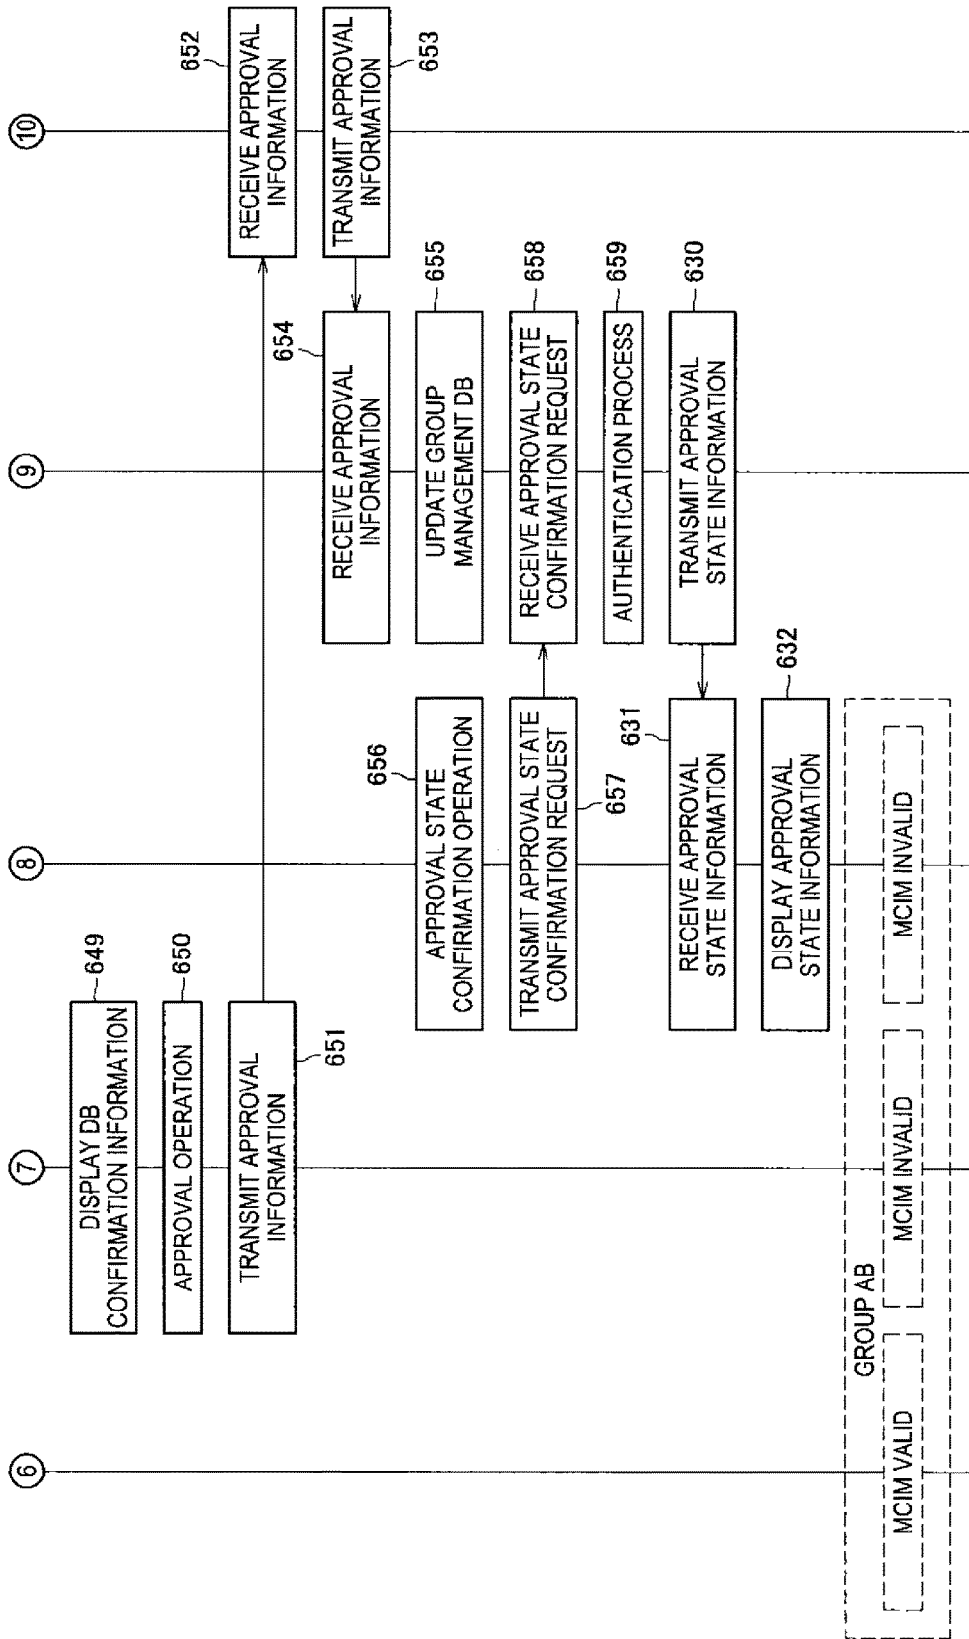 6
7
8
9
10
DISPLAY DB
CONFIRMATION INFORMATION
649
APPROVAL OPERATION
650
TRANSMIT APPROVAL
INFORMATION
651
RECEIVE APPROVAL
INFORMATION
652
TRANSMIT APPROVAL
INFORMATION
653
RECEIVE APPROVAL
INFORMATION
654
UPDATE GROUP
MANAGEMENT DB
655
APPROVAL STATE
CONFIRMATION OPERATION
656
TRANSMIT APPROVAL STATE
CONFIRMATION REQUEST
657
RECEIVE APPROVAL STATE
CONFIRMATION REQUEST
658
AUTHENTICATION PROCESS
659
TRANSMIT APPROVAL
STATE INFORMATION
630
RECEIVE APPROVAL
STATE INFORMATION
631
DISPLAY APPROVAL
STATE INFORMATION
632
GROUP AB
MCIM VALID
MCIM INVALID
MCIM INVALID